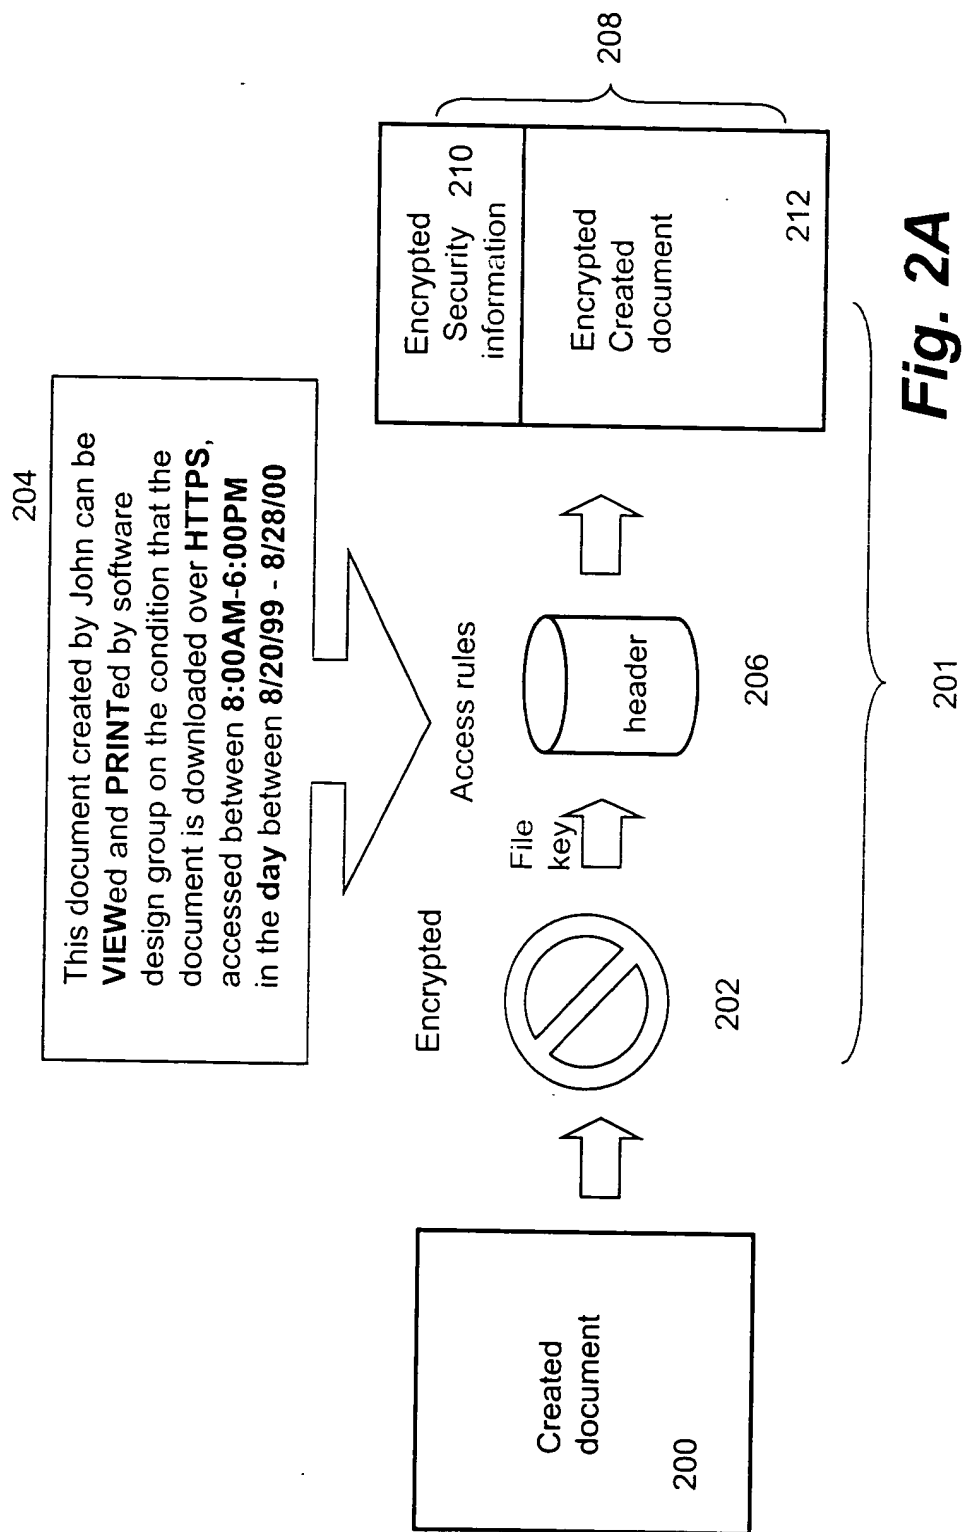 204
This document created by John can be
VIEWed and PRINTed by software
design group on the condition that the
document is downloaded over HTTPS,
accessed between 8:00AM-6:00PM
in the day between 8/20/99 - 8/28/00
Created
document
200
Encrypted
202
File
key
Access rules
header
206
Encrypted
Security 210
information
Encrypted
Created
document
212
208
201
Fig. 2A